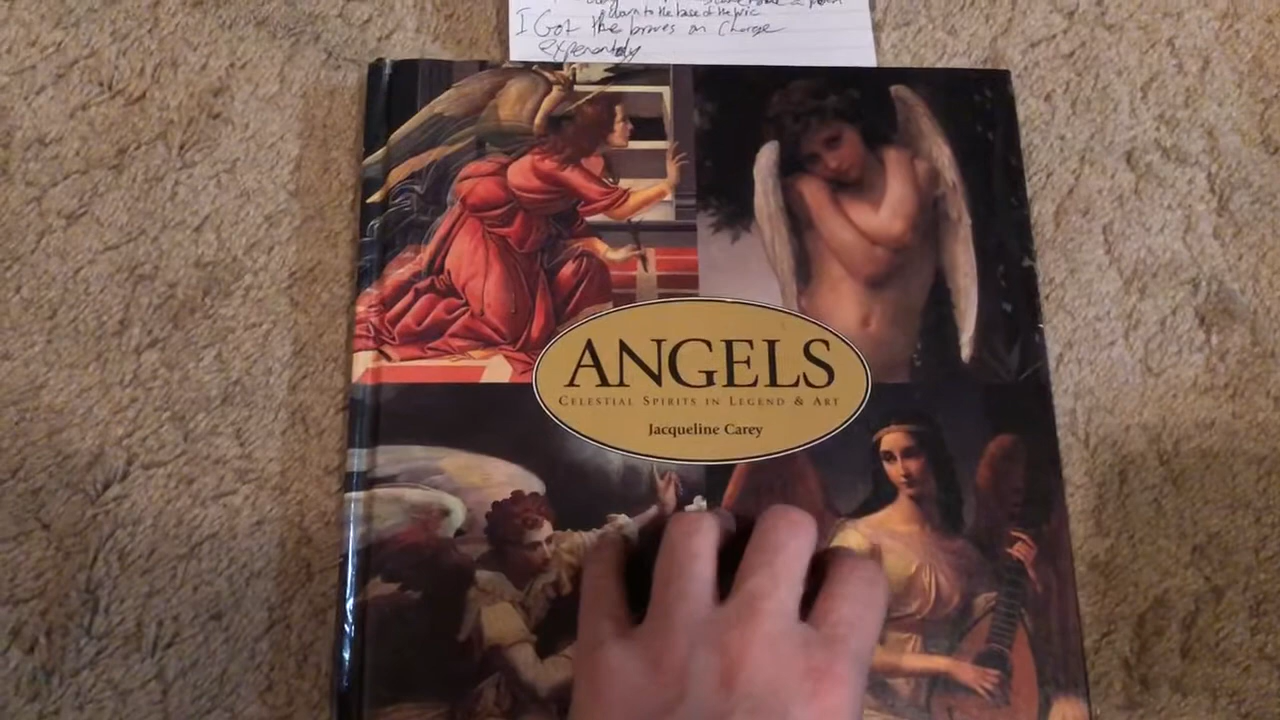 down to the base of the
I Got the braves on Charge
ANGELS
CELESTIAL SPIRITS IN LEGEND & ART
Jacqueline Carey